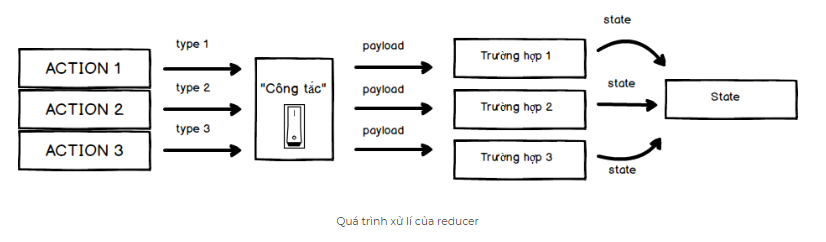 state
type 1
payload
ACTION 1
Trường hợp 1
type 2
"Công tắc"
payload
state
State
ACTION 2
Trường hợp 2
type 3
payload
ACTION 3
Trường hợp 3
state
Quá trình xử lí của reducer